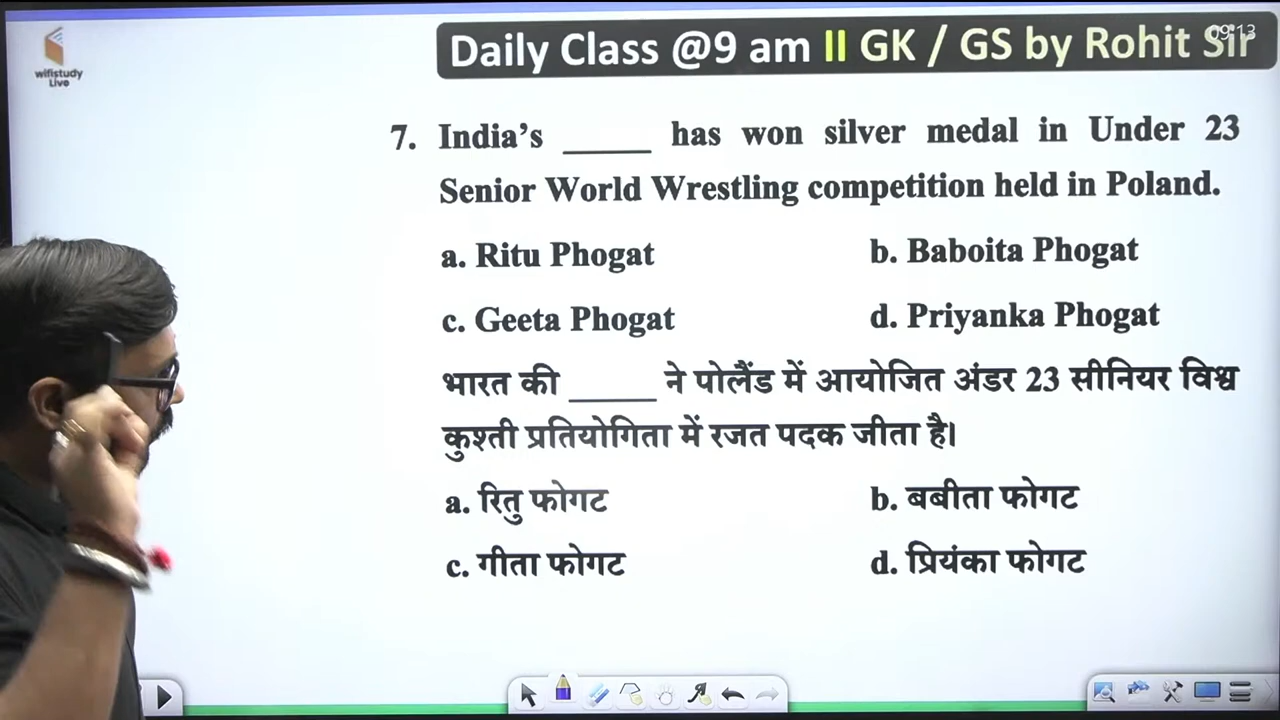 wifistudy
Live
Daily Class @9 am II GK / GS by Rohit Sir
09:13
7. India's _____ has won silver medal in Under 23
Senior World Wrestling competition held in Poland.
a. Ritu Phogat b. Baboita Phogat
c. Geeta Phogat d. Priyanka Phogat
भारत की _____ ने पोलैंड में आयोजित अंडर 23 सीनियर विश्व
कुश्ती प्रतियोगिता में रजत पदक जीता है।
a. रितु फोगट b. बबीता फोगट
c. गीता फोगट d. प्रियंका फोगट